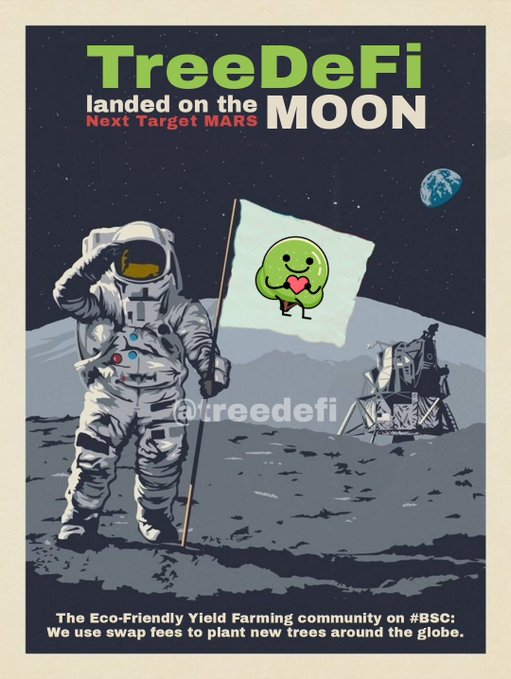 TreeDeFi
landed on the MOON
Next Target MARS
@treedefi
The Eco-Friendly Yield Farming community on #BSC:
We use swap fees to plant new trees around the globe.